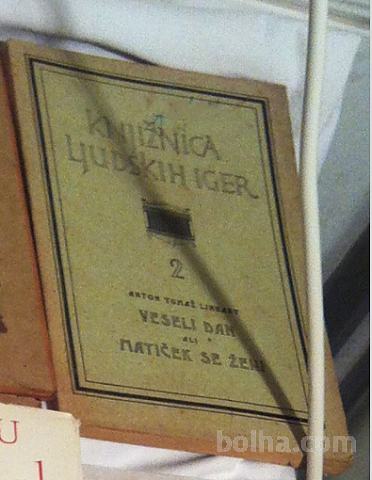 KNJIŽNICA
LJUDSKIH IGER
2
ANTON TOMAŽ LINHART
VESELI DAN
ALI
MATIČEK SE ŽENI
U
bolha.com